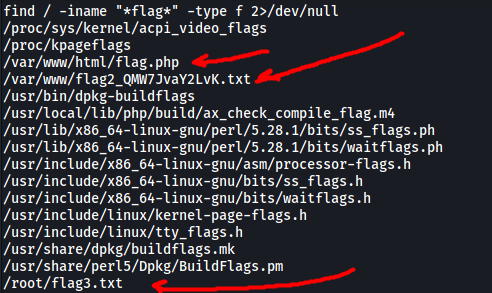 find / -iname "*flag*" -type f 2>/dev/null
/proc/sys/kernel/acpi_video_flags
/proc/kpageflags
/var/www/html/flag.php
/var/www/flag2_QMW7JvaY2LvK.txt
/usr/bin/dpkg-buildflags
/usr/local/lib/php/build/ax_check_compile_flag.m4
/usr/lib/x86_64-linux-gnu/perl/5.28.1/bits/ss_flags.ph
/usr/lib/x86_64-linux-gnu/perl/5.28.1/bits/waitflags.ph
/usr/include/x86_64-linux-gnu/asm/processor-flags.h
/usr/include/x86_64-linux-gnu/bits/ss_flags.h
/usr/include/x86_64-linux-gnu/bits/waitflags.h
/usr/include/linux/kernel-page-flags.h
/usr/include/linux/tty_flags.h
/usr/share/dpkg/buildflags.mk
/usr/share/perl5/Dpkg/BuildFlags.pm
/root/flag3.txt